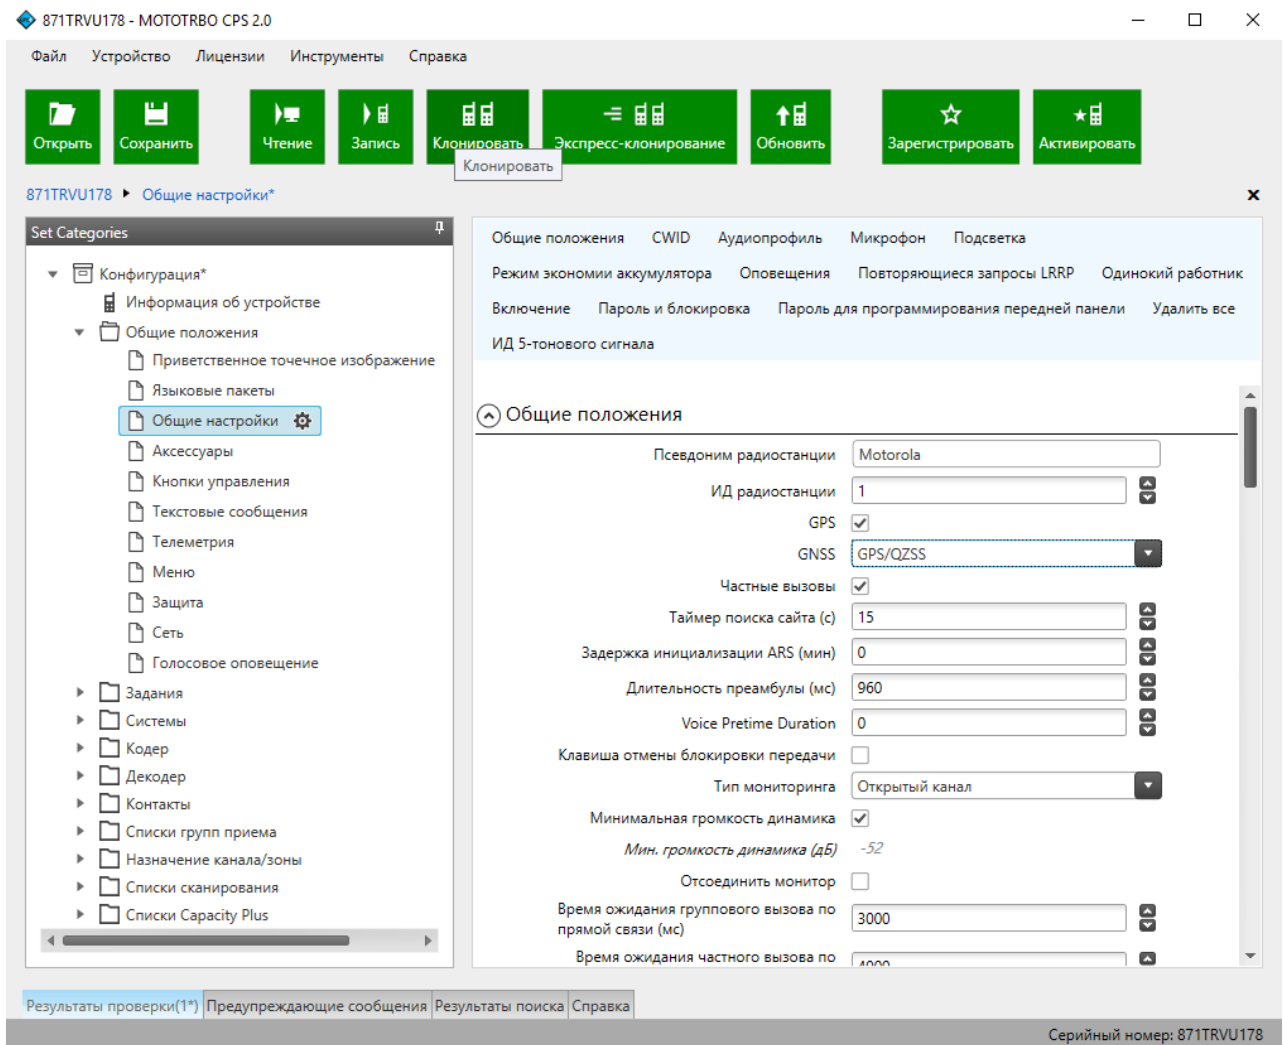 871TRVU178 - MOTOTRBO CPS 2.0
Файл Устройство Лицензии Инструменты Справка
Открыть Сохранить Чтение Запись Клонировать Экспресс-клонирование Обновить Зарегистрировать Активировать
Клонировать
871TRVU178 Общие настройки*
Set Categories
Конфигурация*
Информация об устройстве
Общие положения
Приветственное точечное изображение
Языковые пакеты
Общие настройки
Аксессуары
Кнопки управления
Текстовые сообщения
Телеметрия
Меню
Защита
Сеть
Голосовое оповещение
Задания
Системы
Кодер
Декодер
Контакты
Списки групп приема
Назначение канала/зоны
Списки сканирования
Списки Capacity Plus
Общие положения CWID Аудиопрофиль Микрофон Подсветка
Режим экономии аккумулятора Оповещения Повторяющиеся запросы LRRP Одинокий работник
Включение Пароль и блокировка Пароль для программирования передней панели Удалить все
ИД 5-тонового сигнала
Общие положения
Псевдоним радиостанции Motorola
ИД радиостанции 1
GPS
GNSS GPS/QZSS
Частные вызовы
Таймер поиска сайта (с) 15
Задержка инициализации ARS (мин) 0
Длительность преамбулы (мс) 960
Voice Pretime Duration 0
Клавиша отмены блокировки передачи
Тип мониторинга Открытый канал
Минимальная громкость динамика
Мин. громкость динамика (дБ) -52
Отсоединить монитор
Время ожидания группового вызова по
прямой связи (мс) 3000
Время ожидания частного вызова по 4000
Результаты проверки(1*) Предупреждающие сообщения Результаты поиска Справка
Серийный номер: 871TRVU178